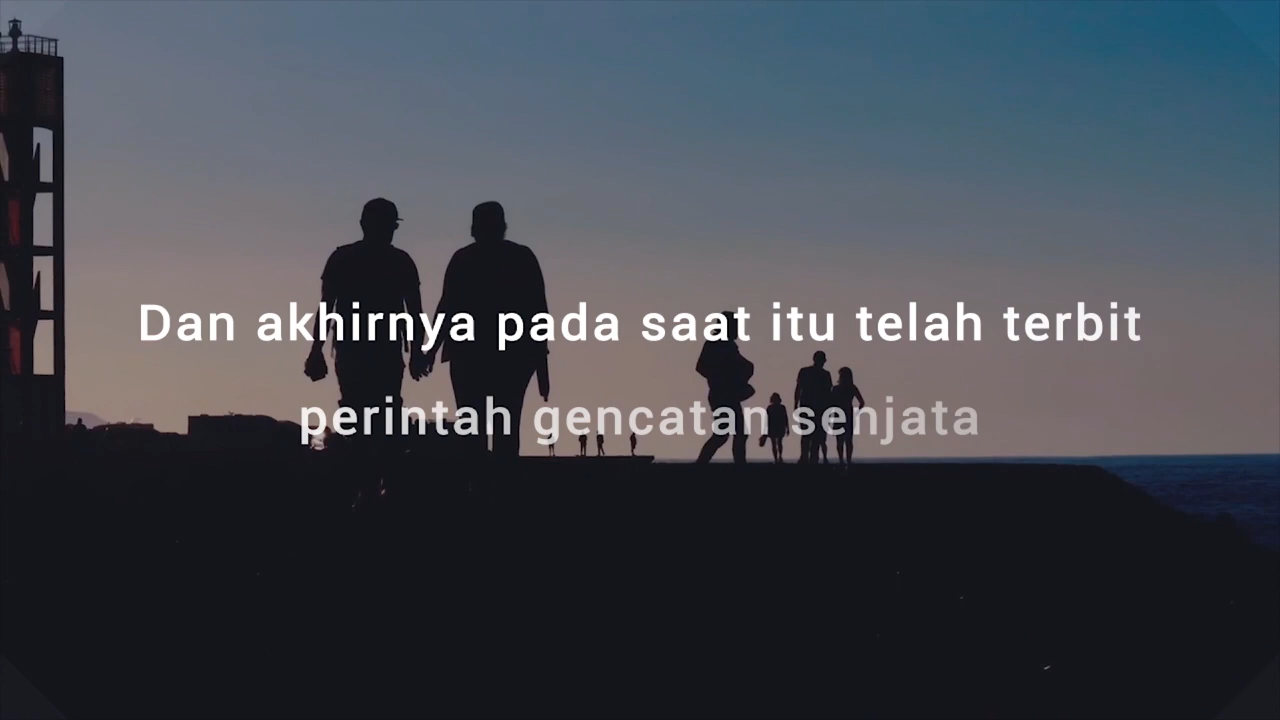 Dan akhirnya pada saat itu telah terbit
perintah gencatan senjata